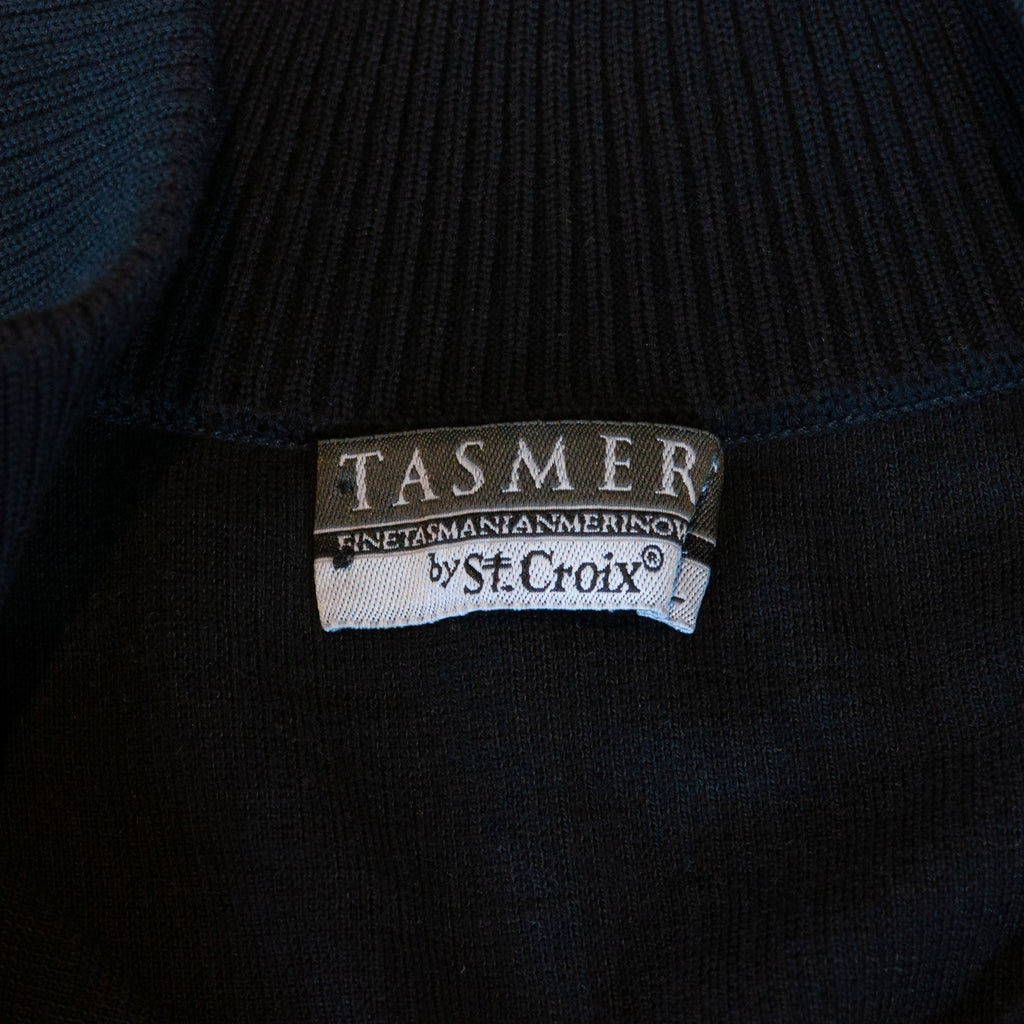 TASMER
FINETASMANIANMERINOW
by St. Croix®